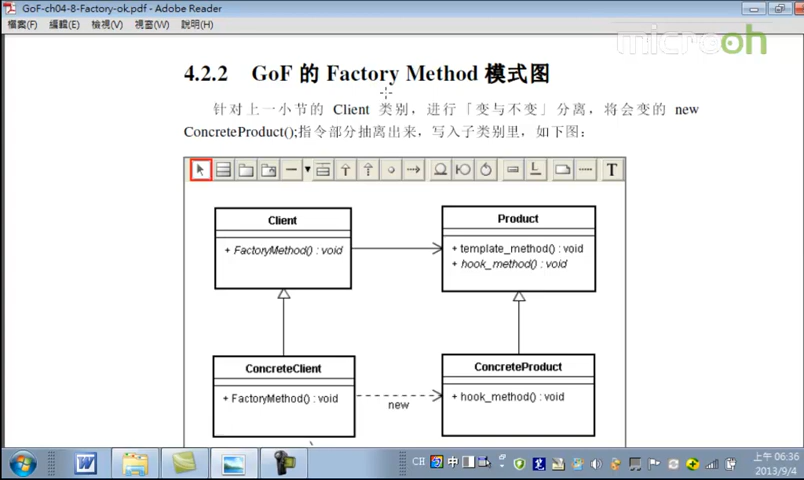 GoF-ch04-8-Factory-ok.pdf - Adobe Reader
檔案(F) 編輯(E) 檢視(V) 視窗(W) 說明(H)
microoh
4.2.2 GoF 的 Factory Method 模式图
针对上一小节的 Client 类别，进行「变与不变」分离，将会变的 new
ConcreteProduct();指令部分抽离出来，写入子类别里，如下图：
T
Client
+ FactoryMethod() : void
Product
+ template_method() : void
+ hook_method() : void
ConcreteClient
+ FactoryMethod() : void
new
ConcreteProduct
+ hook_method() : void
CH 中
上午 06:36
2013/9/4